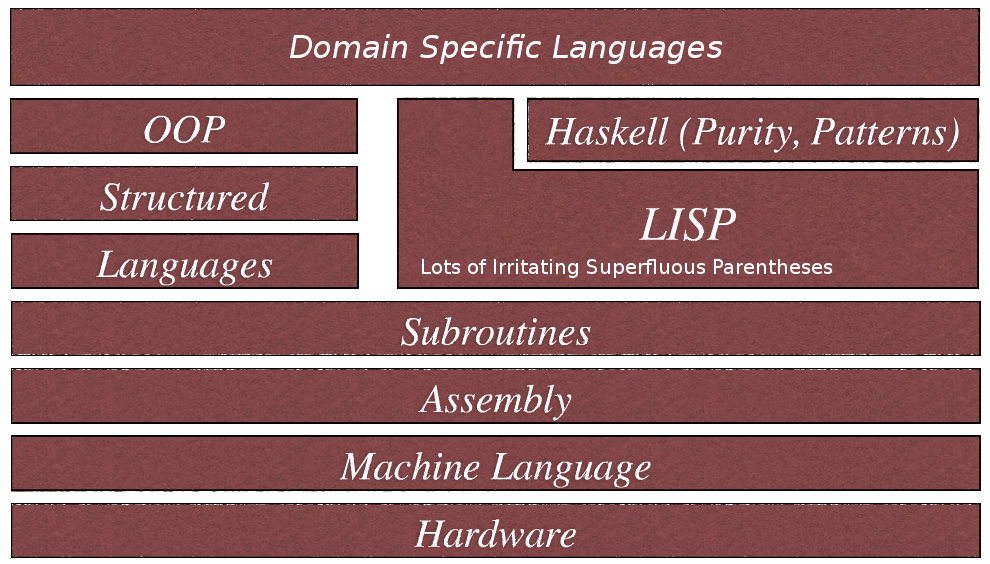 Domain Specific Languages
OOP
Haskell (Purity, Patterns)
Structured
LISP
Languages
Lots of Irritating Superfluous Parentheses
Subroutines
Assembly
Machine Language
Hardware